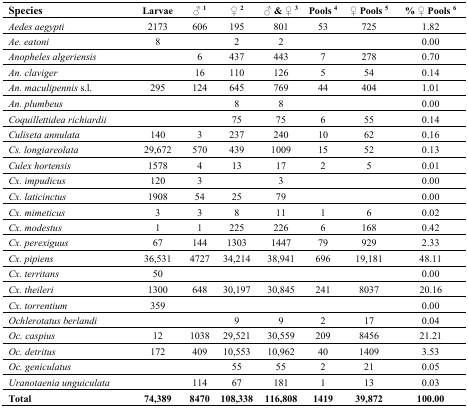 Species Larvae ♂ 1 ♀ 2 ♂ & ♀ 3 Pools 4 ♀ Pools 5 % ♀ Pools 6
Aedes aegypti 2173 606 195 801 53 725 1.82
Ae. eatoni 8 2 2 0.00
Anopheles algeriensis 6 437 443 7 278 0.70
An. claviger 16 110 126 5 54 0.14
An. maculipennis s.l. 295 124 645 769 44 404 1.01
An. plumbeus 8 8 0.00
Coquillettidea richiardii 75 75 6 55 0.14
Culiseta annulata 140 3 237 240 10 62 0.16
Cs. longiareolata 29,672 570 439 1009 15 52 0.13
Culex hortensis 1578 4 13 17 2 5 0.01
Cx. impudicus 120 3 3 0.00
Cx. laticinctus 1908 54 25 79 0.00
Cx. mimeticus 3 3 8 11 1 6 0.02
Cx. modestus 1 1 225 226 6 168 0.42
Cx. perexiguus 67 144 1303 1447 79 929 2.33
Cx. pipiens 36,531 4727 34,214 38,941 696 19,181 48.11
Cx. territans 50 0.00
Cx. theileri 1300 648 30,197 30,845 241 8037 20.16
Cx. torrentium 359 0.00
Ochlerotatus berlandi 9 9 2 17 0.04
Oc. caspius 12 1038 29,521 30,559 209 8456 21.21
Oc. detritus 172 409 10,553 10,962 40 1409 3.53
Oc. geniculatus 55 55 2 21 0.05
Uranotaenia unguiculata 114 67 181 1 13 0.03
Total 74,389 8470 108,338 116,808 1419 39,872 100.00